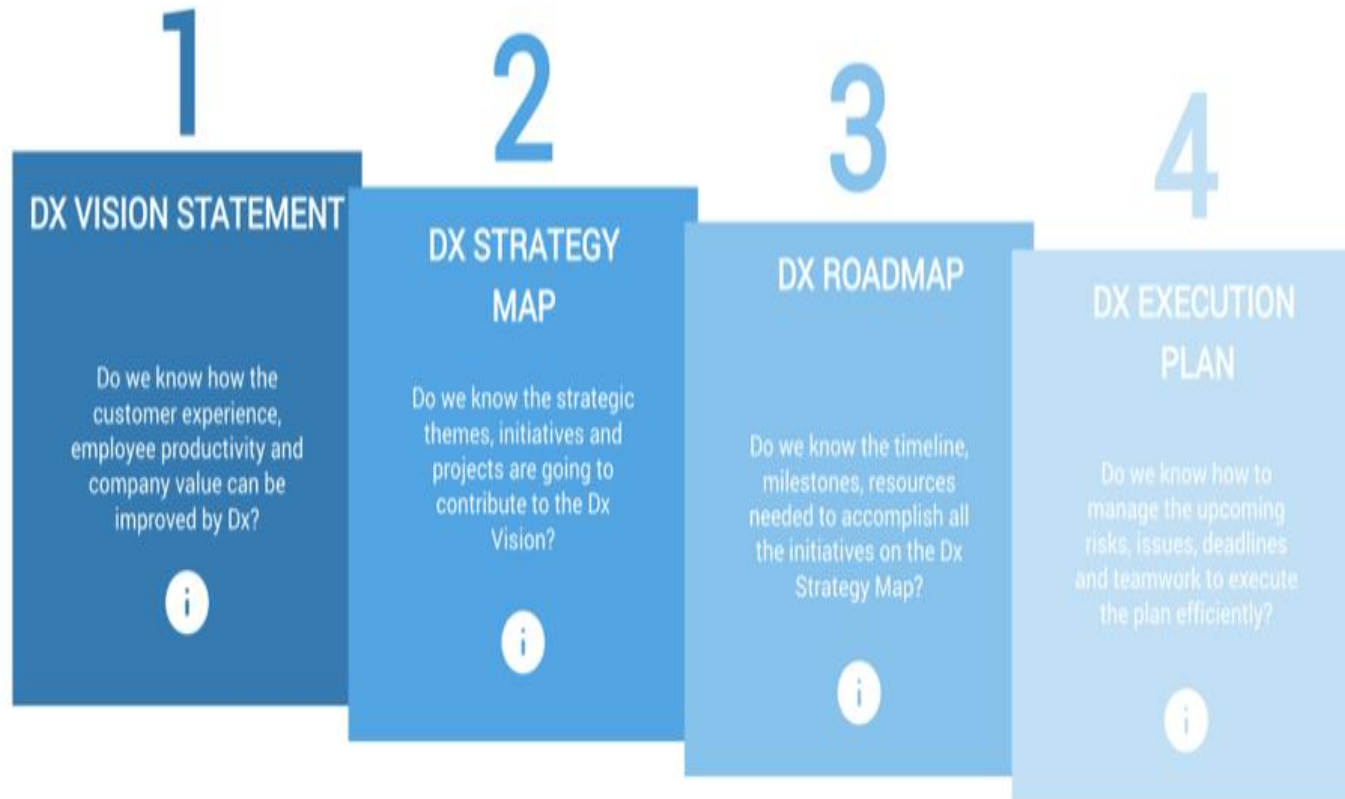 1
DX VISION STATEMENT
Do we know how the
customer experience,
employee productivity and
company value can be
improved by Dx?
i
2
DX STRATEGY
MAP
Do we know the strategic
themes, initiatives and
projects are going to
contribute to the Dx
Vision?
i
3
DX ROADMAP
Do we know the timeline,
milestones, resources
needed to accomplish all
the initiatives on the Dx
Strategy Map?
i
4
DX EXECUTION
PLAN
Do we know how to
manage the upcoming
risks, issues, deadlines
and teamwork to execute
the plan efficiently?
i